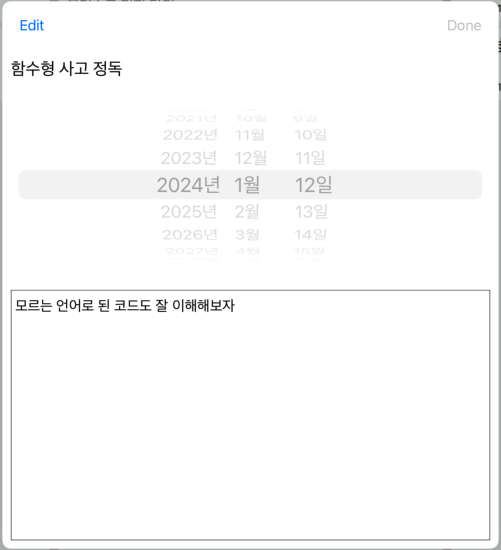 Edit
Done
함수형 사고 정독
2021년 10월 9일
2022년 11월 10일
2023년 12월 11일
2024년 1월 12일
2025년 2월 13일
2026년 3월 14일
2027년 4월 15일
모르는 언어로 된 코드도 잘 이해해보자